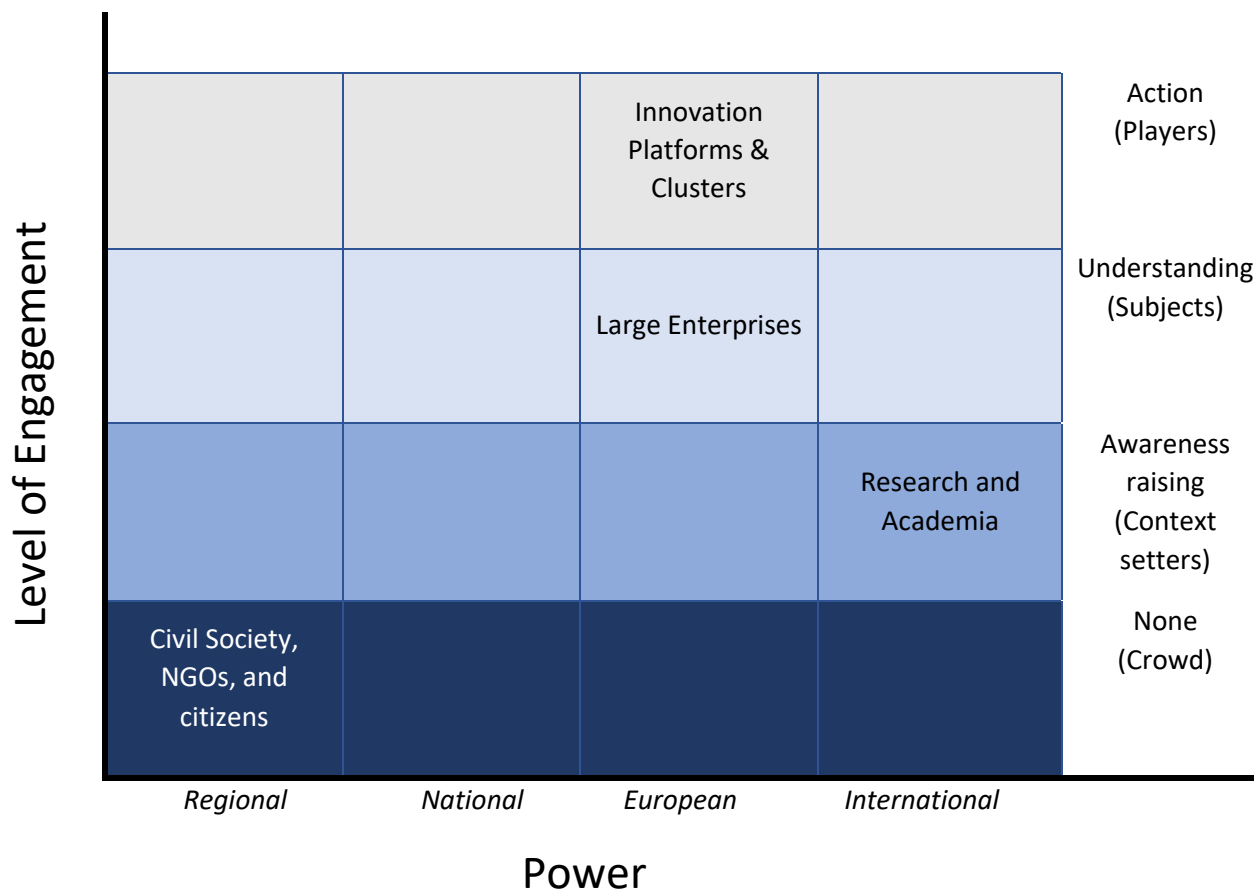 Level of Engagement
Innovation
Platforms &
Clusters
Action
(Players)
Large Enterprises
Understanding
(Subjects)
Research and
Academia
Awareness
raising
(Context
setters)
Civil Society,
NGOs, and
citizens
None
(Crowd)
Regional
National
European
International
Power